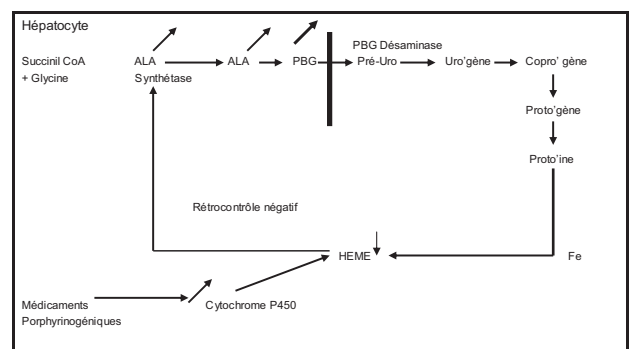 Hépatocyte
PBG Désaminase
Succinil CoA ALA ALA PBG Pré-Uro Uro'gène Copro' gène
+ Glycine Synthétase
Proto'gène
Proto'ine
Rétrocontrôle négatif
HEME Fe
Médicaments Cytochrome P450
Porphyrinogéniques